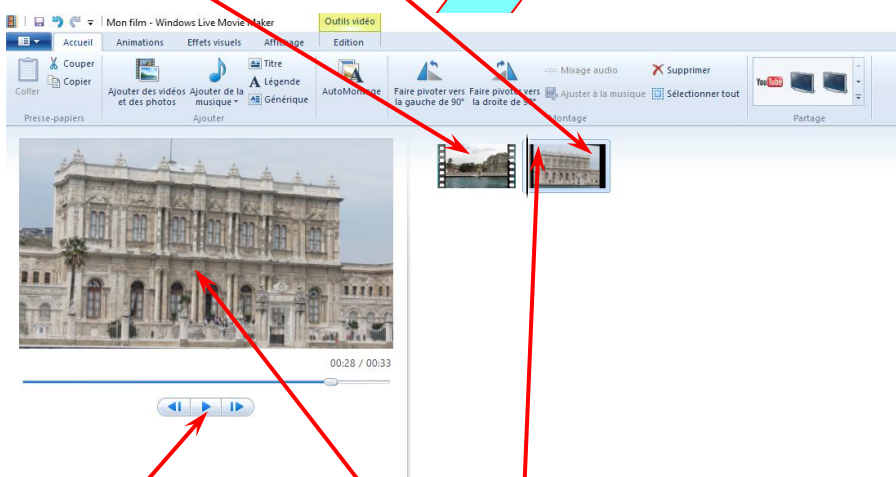 Mon film - Windows Live Movie Maker
Outils vidéo
Accueil Animations Effets visuels Affichage Edition
Coller
Couper
Copier
Presse-papiers
Ajouter des vidéos et des photos
Ajouter de la musique
Titre
Légende
Générique
Ajouter
AutoMontage
Faire pivoter vers la gauche de 90°
Faire pivoter vers la droite de 90°
Mixage audio
Ajuster à la musique
Supprimer
Sélectionner tout
Montage
YouTube
Partage
00:28 / 00:33